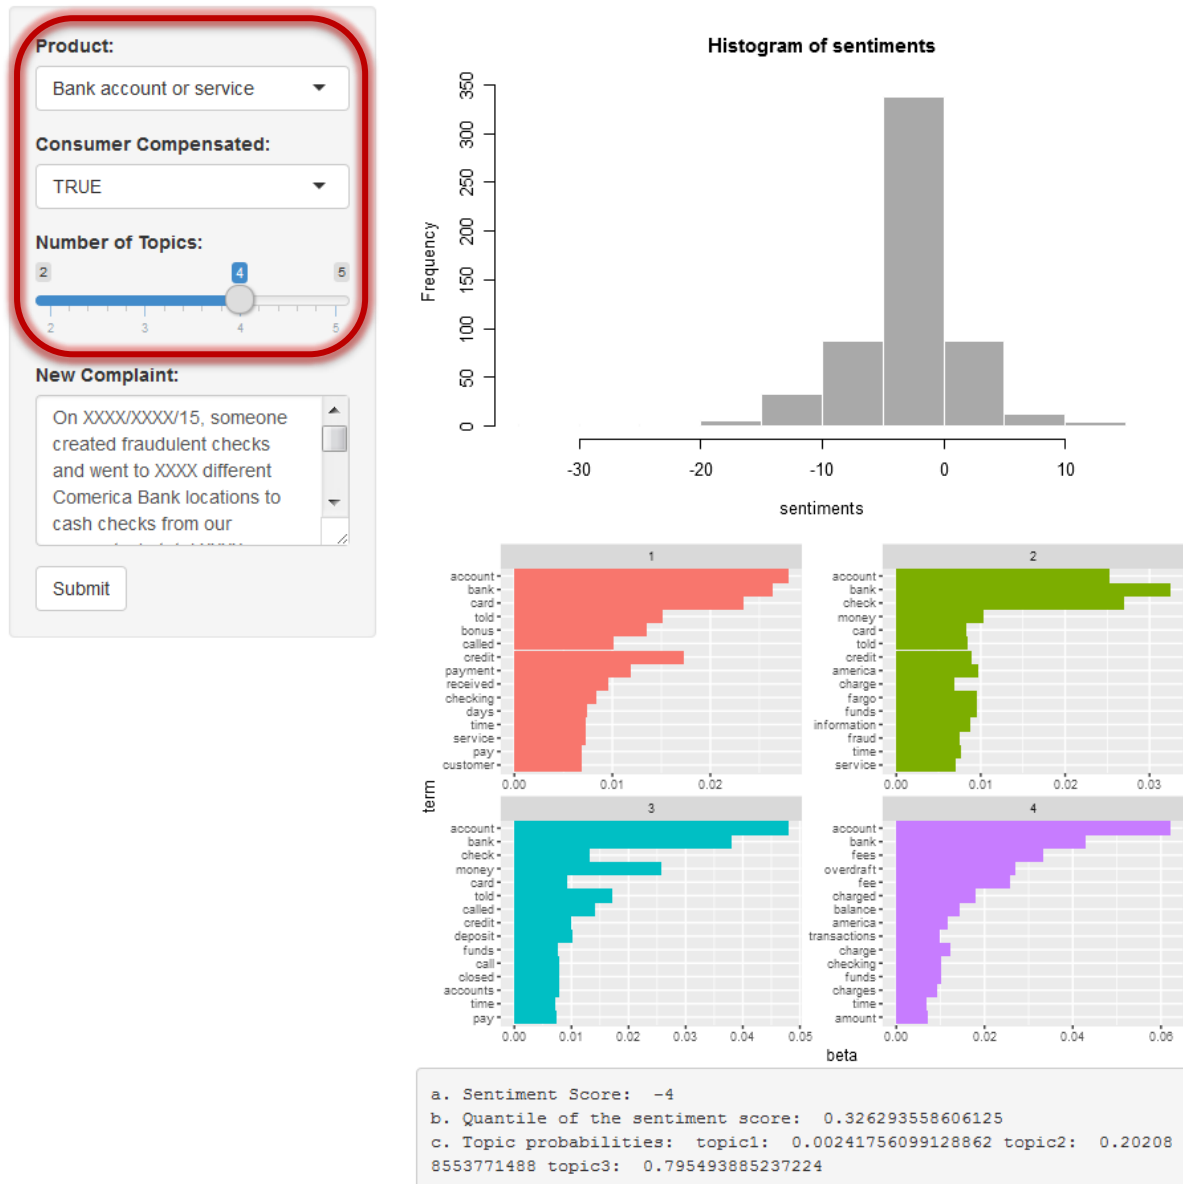 Product:
Bank account or service
Consumer Compensated:
TRUE
Number of Topics:
2 4 5
2 3 4 5
New Complaint:
On XXXX/XXXX/15, someone
created fraudulent checks
and went to XXXX different
Comerica Bank locations to
cash checks from our
Submit
Histogram of sentiments
Frequency
350
300
250
200
150
100
50
0
-30 -20 -10 0 10
sentiments
term
1
account
bank
card
told
bonus
called
credit
payment
received
checking
days
time
service
pay
customer
0.00 0.01 0.02
2
account
bank
check
money
card
told
credit
america
charge
fargo
funds
information
fraud
time
service
0.00 0.01 0.02 0.03
3
account
bank
check
money
card
told
called
credit
deposit
funds
call
closed
accounts
time
pay
0.00 0.01 0.02 0.03 0.04 0.05
4
account
bank
fees
overdraft
fee
charged
balance
america
transactions
charge
checking
funds
charges
time
amount
0.00 0.02 0.04 0.06
beta
a. Sentiment Score:  -4
b. Quantile of the sentiment score:  0.326293558606125
c. Topic probabilities:  topic1:  0.00241756099128862 topic2:  0.20208
8553771488 topic3:  0.795493885237224